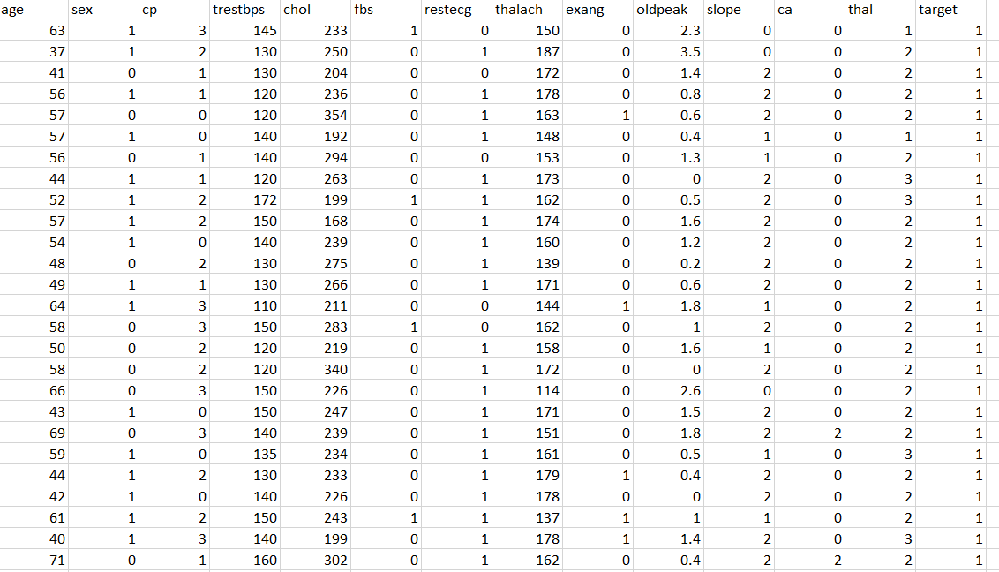 age sex cp trestbps chol fbs restecg thalach exang oldpeak slope ca thal target
63 1 3 145 233 1 0 150 0 2.3 0 0 1 1
37 1 2 130 250 0 1 187 0 3.5 0 0 2 1
41 0 1 130 204 0 0 172 0 1.4 2 0 2 1
56 1 1 120 236 0 1 178 0 0.8 2 0 2 1
57 0 0 120 354 0 1 163 1 0.6 2 0 2 1
57 1 0 140 192 0 1 148 0 0.4 1 0 1 1
56 0 1 140 294 0 0 153 0 1.3 1 0 2 1
44 1 1 120 263 0 1 173 0 0 2 0 3 1
52 1 2 172 199 1 1 162 0 0.5 2 0 3 1
57 1 2 150 168 0 1 174 0 1.6 2 0 2 1
54 1 0 140 239 0 1 160 0 1.2 2 0 2 1
48 0 2 130 275 0 1 139 0 0.2 2 0 2 1
49 1 1 130 266 0 1 171 0 0.6 2 0 2 1
64 1 3 110 211 0 0 144 1 1.8 1 0 2 1
58 0 3 150 283 1 0 162 0 1 2 0 2 1
50 0 2 120 219 0 1 158 0 1.6 1 0 2 1
58 0 2 120 340 0 1 172 0 0 2 0 2 1
66 0 3 150 226 0 1 114 0 2.6 0 0 2 1
43 1 0 150 247 0 1 171 0 1.5 2 0 2 1
69 0 3 140 239 0 1 151 0 1.8 2 2 2 1
59 1 0 135 234 0 1 161 0 0.5 1 0 3 1
44 1 2 130 233 0 1 179 1 0.4 2 0 2 1
42 1 0 140 226 0 1 178 0 0 2 0 2 1
61 1 2 150 243 1 1 137 1 1 1 0 2 1
40 1 3 140 199 0 1 178 1 1.4 2 0 3 1
71 0 1 160 302 0 1 162 0 0.4 2 2 2 1